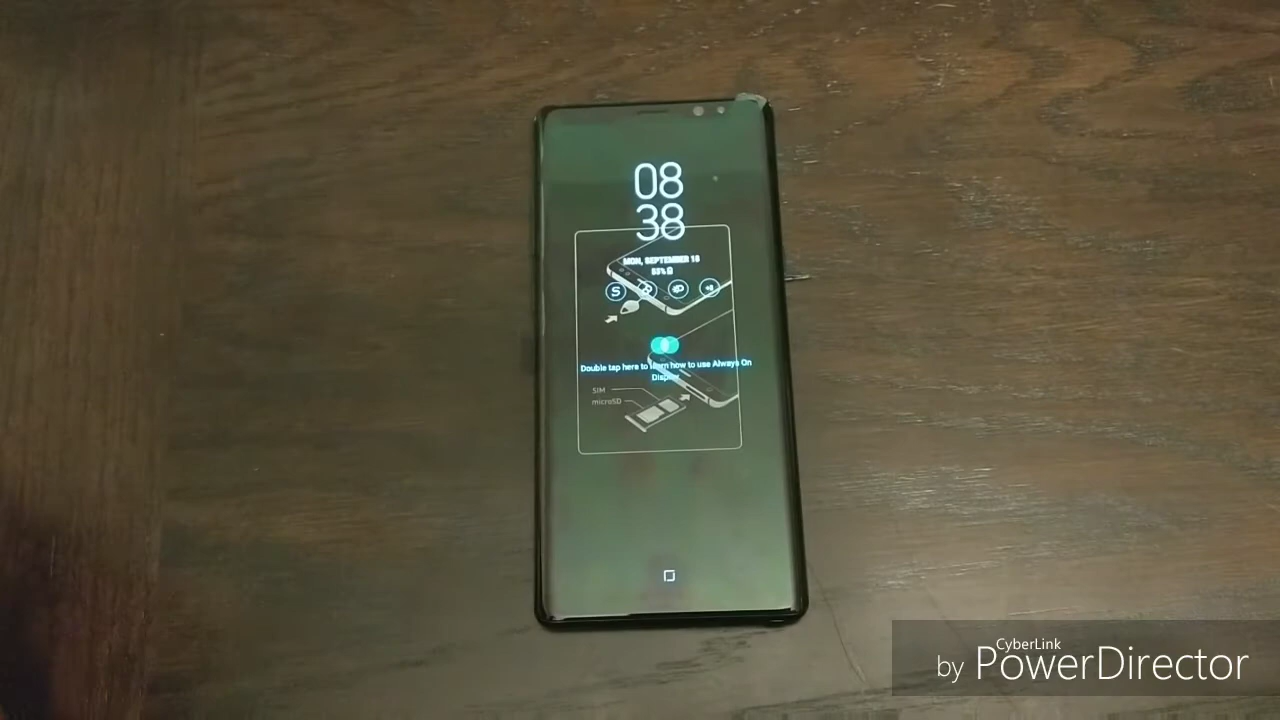 08
38
MON, SEPTEMBER 18
53%
S
Double tap here to learn how to use Always On
Display
SIM
microSD
CyberLink
by PowerDirector